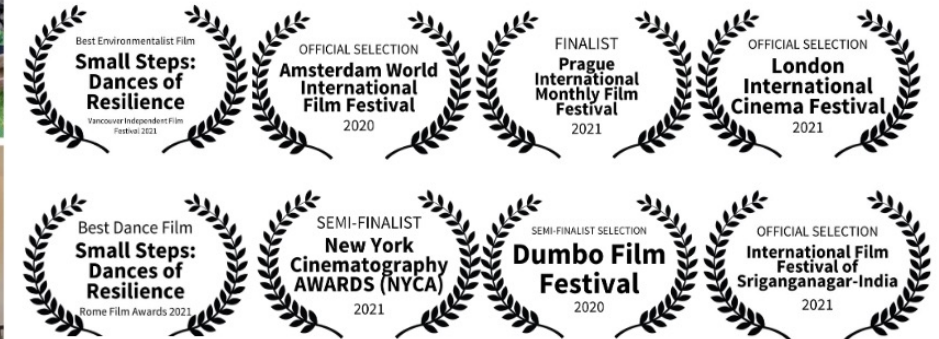 Best Environmentalist Film
Small Steps:
Dances of
Resilience
Vancouver Independent Film
Festival 2021
OFFICIAL SELECTION
Amsterdam World
International
Film Festival
2020
FINALIST
Prague
International
Monthly Film
Festival
2021
OFFICIAL SELECTION
London
International
Cinema Festival
2021
Best Dance Film
Small Steps:
Dances of
Resilience
Rome Film Awards 2021
SEMI-FINALIST
New York
Cinematography
AWARDS (NYCA)
2021
SEMI-FINALIST SELECTION
Dumbo Film
Festival
2020
OFFICIAL SELECTION
International Film
Festival of
Sriganganagar-India
2021